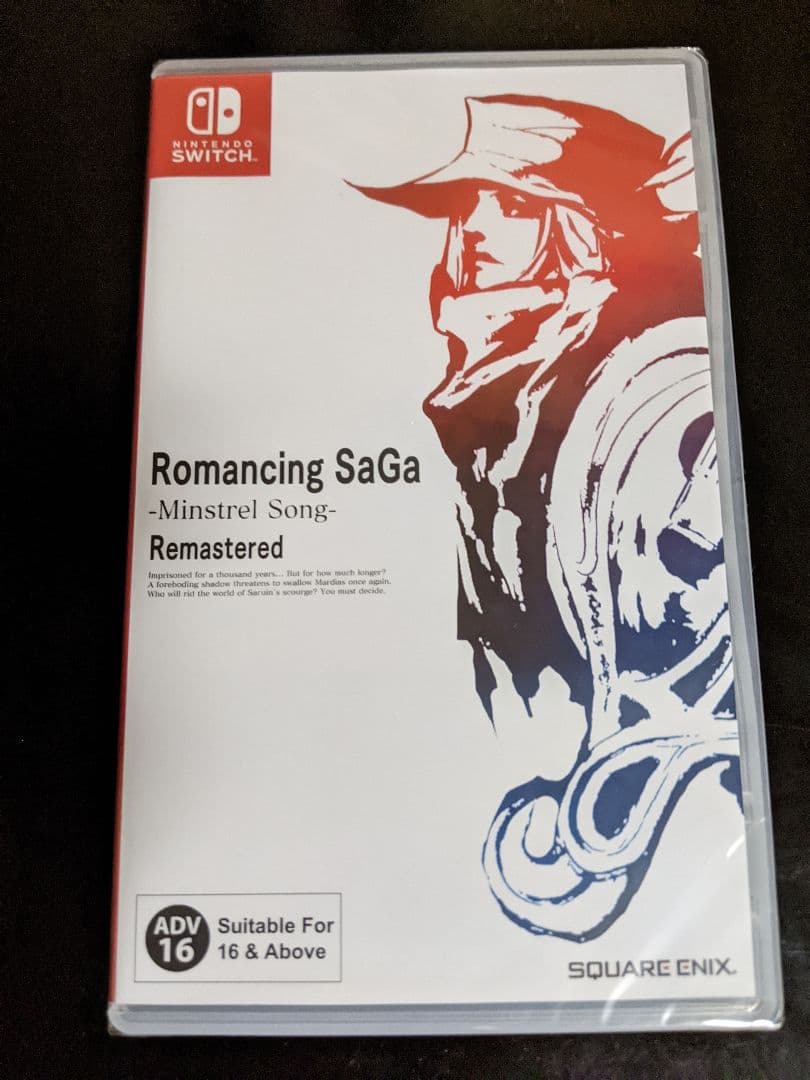 NINTENDO
SWITCH™
Romancing SaGa
-Minstrel Song-
Remastered
Imprisoned for a thousand years... But for how much longer?
A foreboding shadow threatens to swallow Mardias once again.
Who will rid the world of Saruin's scourge? You must decide.
ADV
16
Suitable For
16 & Above
SQUARE ENIX.